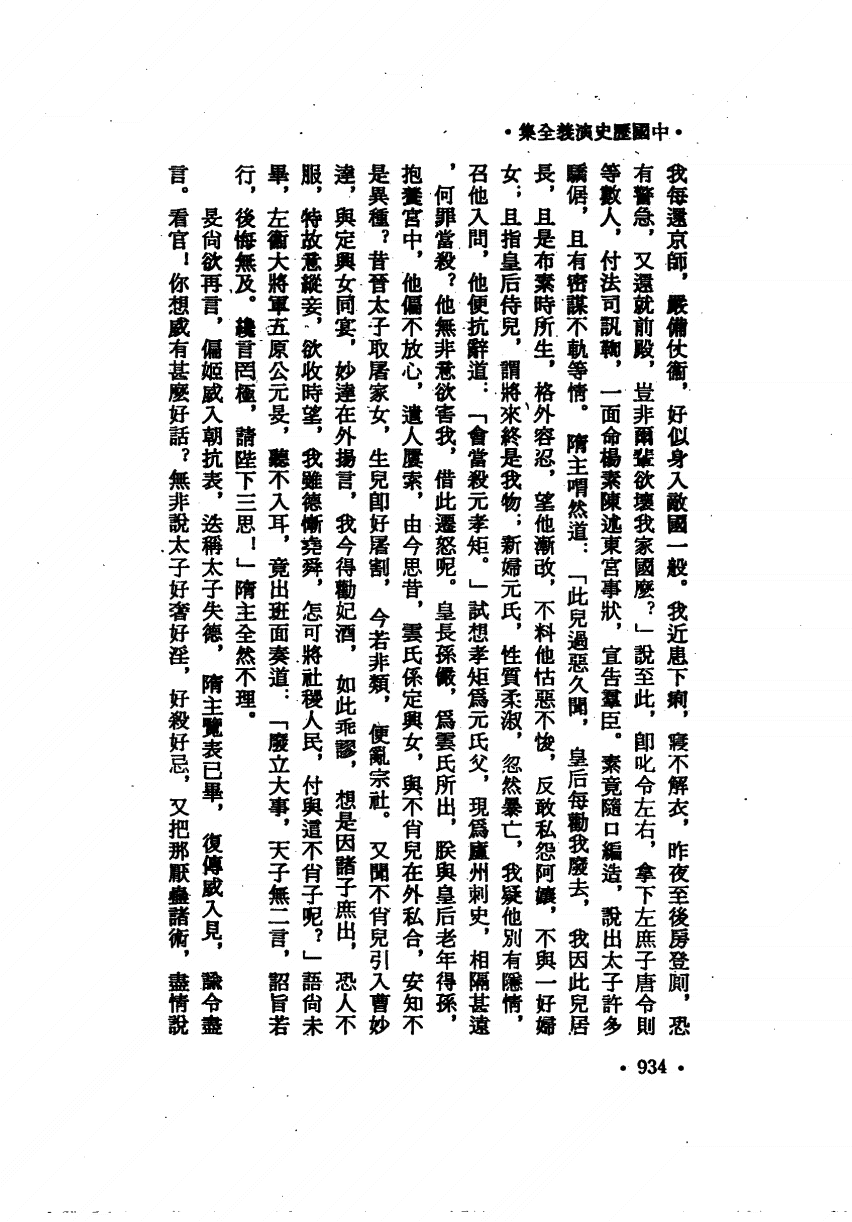 •中國歷史演義全集•
我每還京師，嚴備仗衞，好似身入敵國一般。我近患下痢，寢不解衣，昨夜至後房登厠，恐
有警急，又還就前殿，豈非爾輩欲壞我家國麼？」說至此，卽叱令左右，拿下左庶子唐令則
等數人，付法司訊鞫，一面命楊素陳述東宮事狀，宣告羣臣。素竟隨口編造，說出太子許多
驕倨，且有密謀不軌等情。隋主喟然道：「此兒過惡久聞，皇后每勸我廢去，我因此兒居
長，且是布素時所生，格外容忍，望他漸改，不料他怙惡不悛，反敢私怨阿孃，不與一好婦
女；且指皇后侍兒，謂將來終是我物；新婦元氏，性質柔淑，忽然暴亡，我疑他別有隱情，
召他入問，他便抗辭道：「會當殺元孝矩。」試想孝矩爲元氏父，現爲廬州刺史，相隔甚遠
，何罪當殺？他無非意欲害我，借此遷怒呢。皇長孫儼，爲雲氏所出，朕與皇后老年得孫，
抱養宮中，他偏不放心，遣人屢索，由今思昔，雲氏係定興女，與不肖兒在外私合，安知不
是異種？昔晉太子取屠家女，生兒卽好屠割，今若非類，便亂宗社。又聞不肖兒引入曹妙
達，與定興女同宴，妙達在外揚言，我今得勸妃酒，如此乖謬，想是因諸子庶出，恐人不
服，特故意縱妾，欲收時望，我雖德慚堯舜，怎可將社稷人民，付與這不肖子呢？」語尙未
畢，左衞大將軍五原公元旻，聽不入耳，竟出班面奏道：「廢立大事，天子無二言，詔旨若
行，後悔無及。讒言罔極，請陛下三思！」隋主全然不理。
旻尙欲再言，偏姬威入朝抗表，迭稱太子失德，隋主覽表已畢，復傳威入見，諭令盡
言。看官！你想威有甚麼好話？無非說太子好奢好淫，好殺好忌，又把那厭蠱諸術，盡情說
•934•